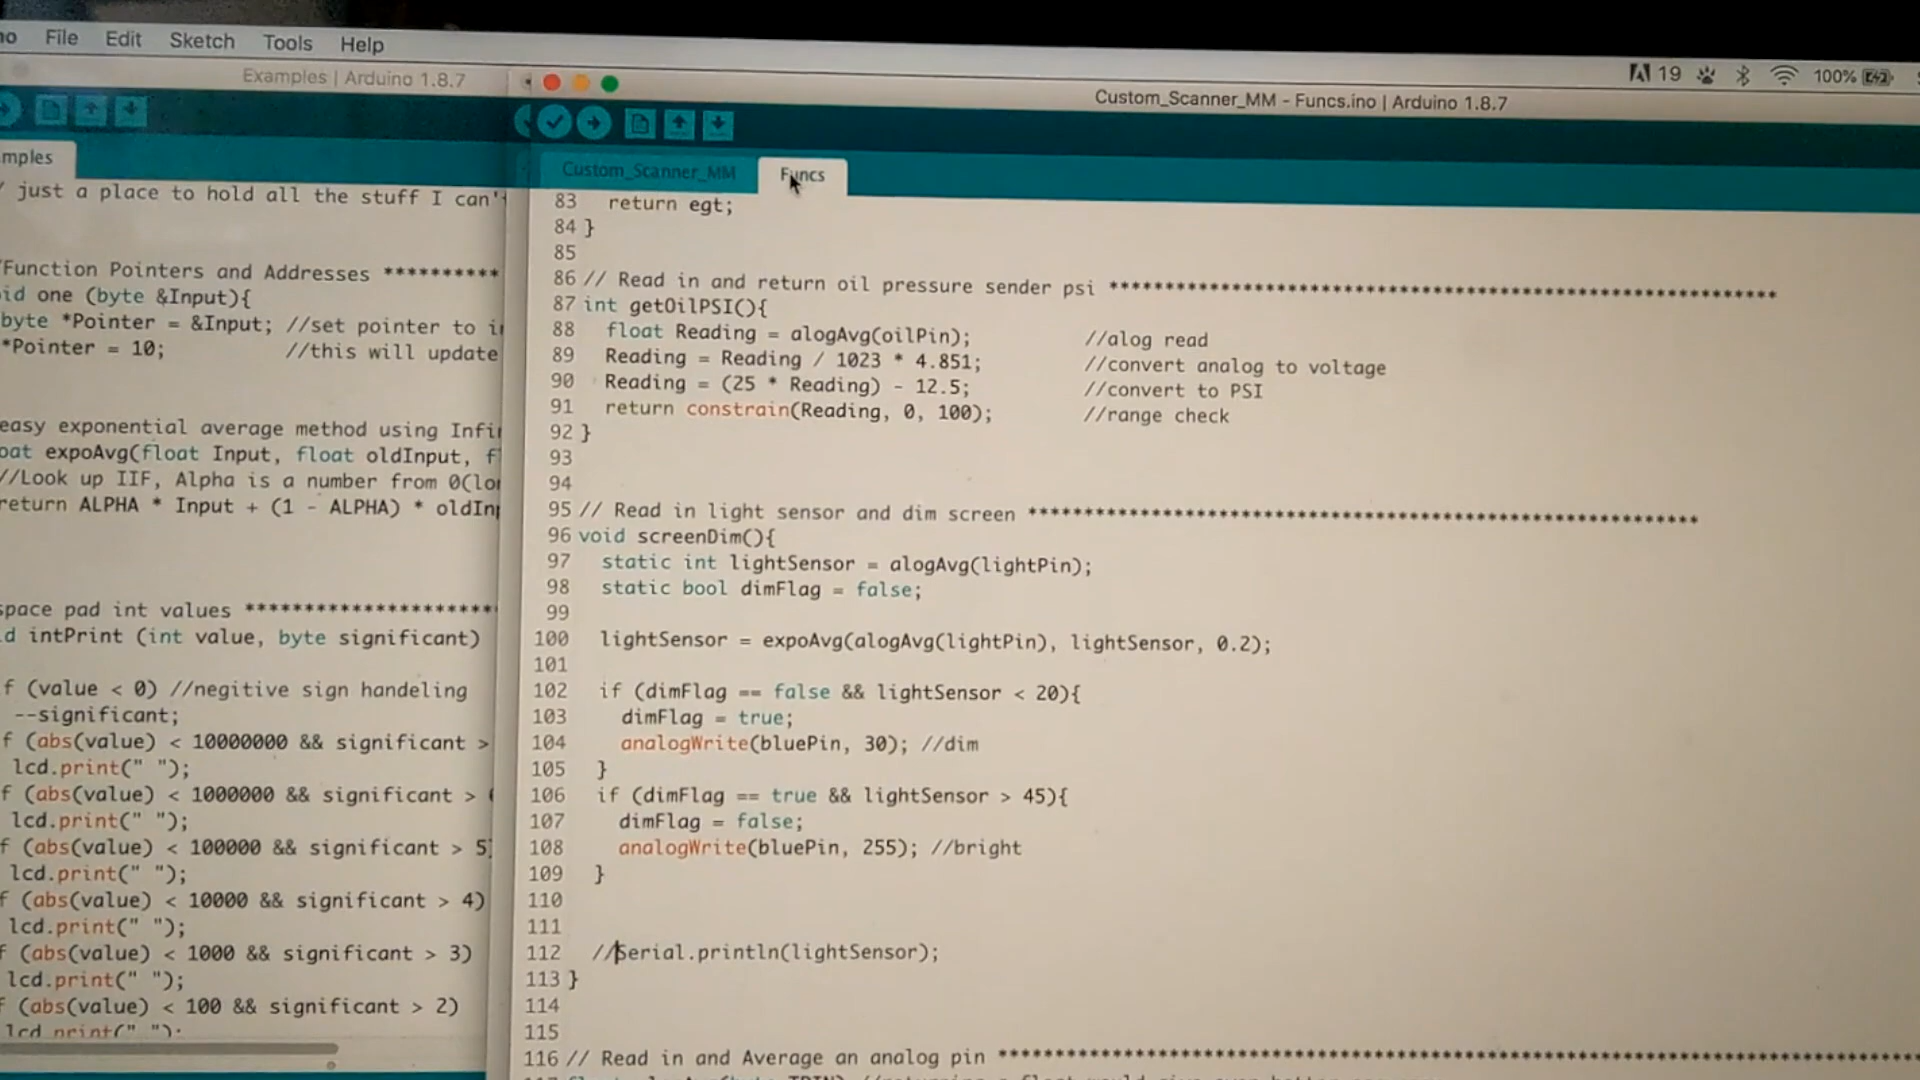 File Edit Sketch Tools Help
19 100%
Examples | Arduino 1.8.7
Custom_Scanner_MM - Funcs.ino | Arduino 1.8.7
mples
Custom_Scanner_MM Funcs
just a place to hold all the stuff I can'
Function Pointers and Addresses **********
id one (byte &Input){
byte *Pointer = &Input; //set pointer to i
*Pointer = 10; //this will update
easy exponential average method using Infi
oat expoAvg(float Input, float oldInput, f
//Look up IIF, Alpha is a number from 0(lo
return ALPHA * Input + (1 - ALPHA) * oldInp
space pad int values **********************
d intPrint (int value, byte significant)
f (value < 0) //negitive sign handeling
--significant;
f (abs(value) < 10000000 && significant >
lcd.print(" ");
f (abs(value) < 1000000 && significant >
lcd.print(" ");
f (abs(value) < 100000 && significant > 5
lcd.print(" ");
f (abs(value) < 10000 && significant > 4)
lcd.print(" ");
f (abs(value) < 1000 && significant > 3)
lcd.print(" ");
f (abs(value) < 100 && significant > 2)
lcd.print(" ");
83 return egt;
84 }
85
86 // Read in and return oil pressure sender psi ************************************************************
87 int getOilPSI(){
88 float Reading = alogAvg(oilPin); //alog read
89 Reading = Reading / 1023 * 4.851; //convert analog to voltage
90 Reading = (25 * Reading) - 12.5; //convert to PSI
91 return constrain(Reading, 0, 100); //range check
92 }
93
94
95 // Read in light sensor and dim screen ************************************************************
96 void screenDim(){
97 static int lightSensor = alogAvg(lightPin);
98 static bool dimFlag = false;
99
100 lightSensor = expoAvg(alogAvg(lightPin), lightSensor, 0.2);
101
102 if (dimFlag == false && lightSensor < 20){
103 dimFlag = true;
104 analogWrite(bluePin, 30); //dim
105 }
106 if (dimFlag == true && lightSensor > 45){
107 dimFlag = false;
108 analogWrite(bluePin, 255); //bright
109 }
110
111
112 //Serial.println(lightSensor);
113 }
114
115
116 // Read in and Average an analog pin ************************************************************